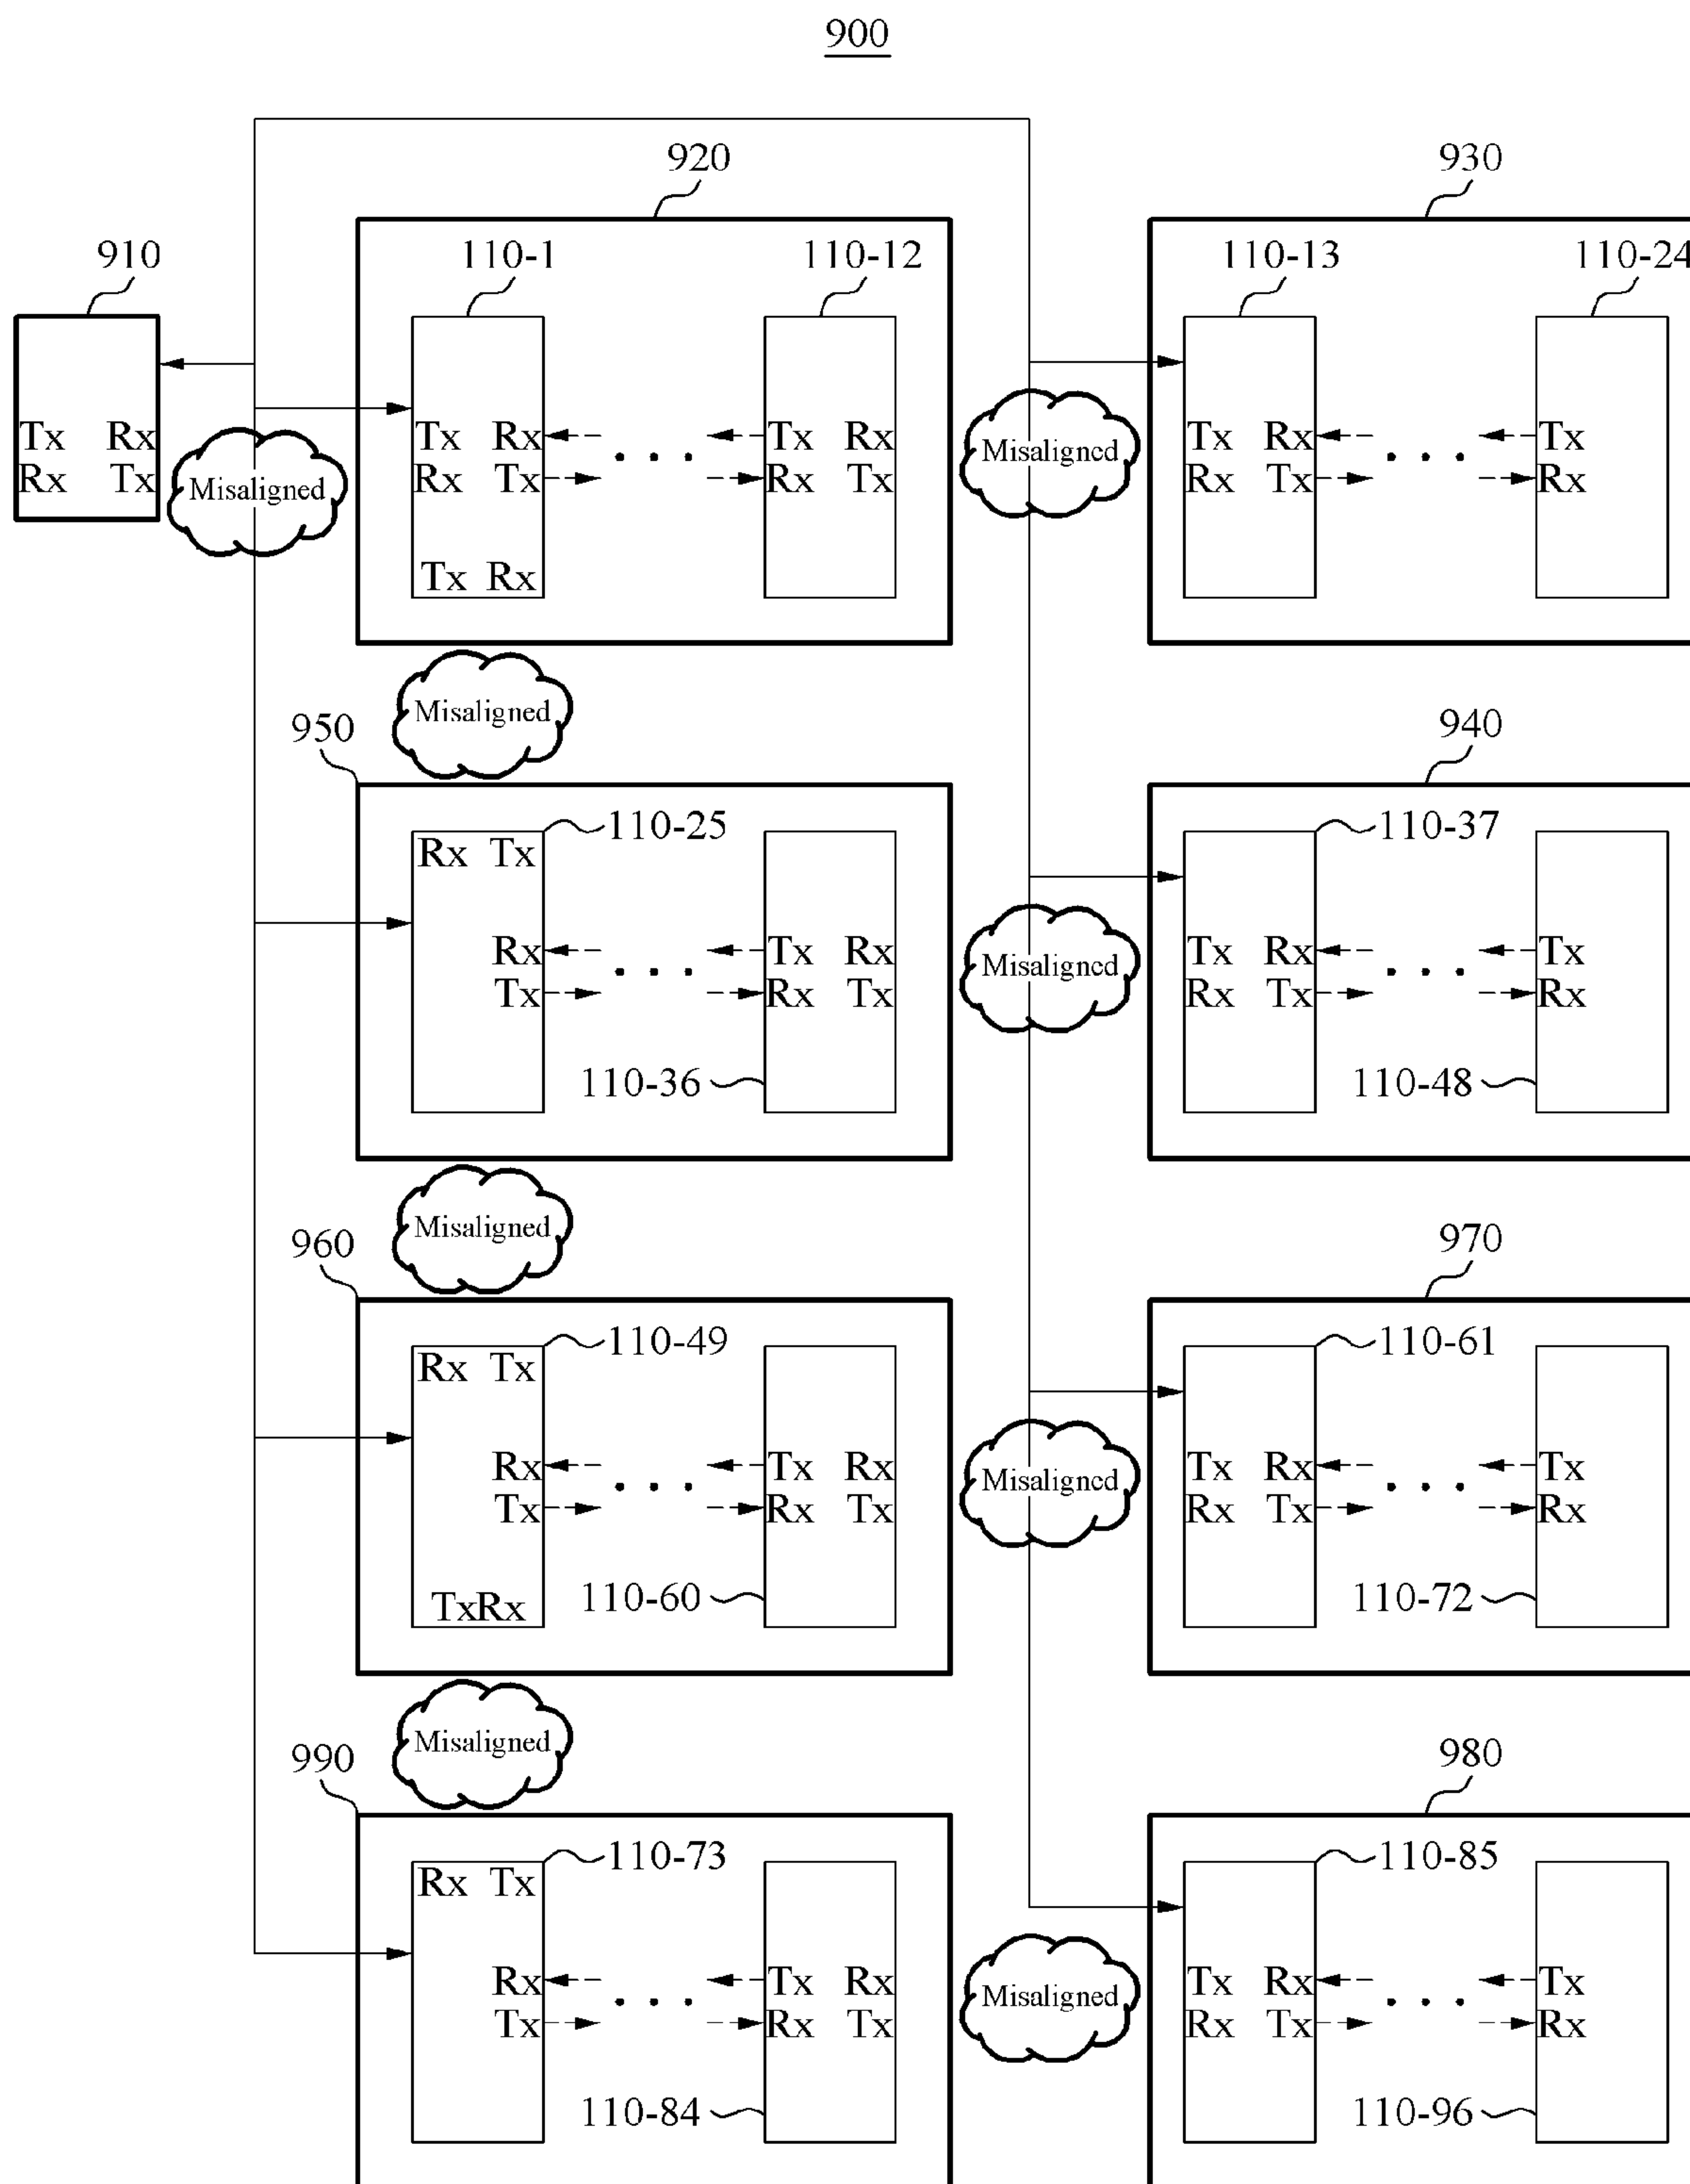 900
920 930
910 110-1 110-12 110-13 110-24
Tx Rx Tx Rx Tx Rx Misaligned Tx Rx Tx
Rx Tx Misaligned Rx Tx Rx Tx Rx Tx Rx
Tx Rx
Misaligned
950 940
110-25 110-37
Rx Tx
Rx Tx Rx Misaligned Tx Rx Tx
Tx Rx Tx Rx Tx Rx
110-36 110-48
Misaligned
960 970
110-49 110-61
Rx Tx
Rx Tx Rx Misaligned Tx Rx Tx
Tx Rx Tx Rx Tx Rx
TxRx 110-60 110-72
Misaligned
990 980
110-73 110-85
Rx Tx
Rx Tx Rx Misaligned Tx Rx Tx
Tx Rx Tx Rx Tx Rx
110-84 110-96